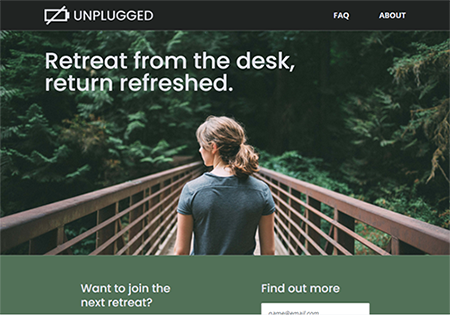 UNPLUGGED
FAQ
ABOUT
Retreat from the desk,
return refreshed.
Want to join the
next retreat?
Find out more
name@email.com